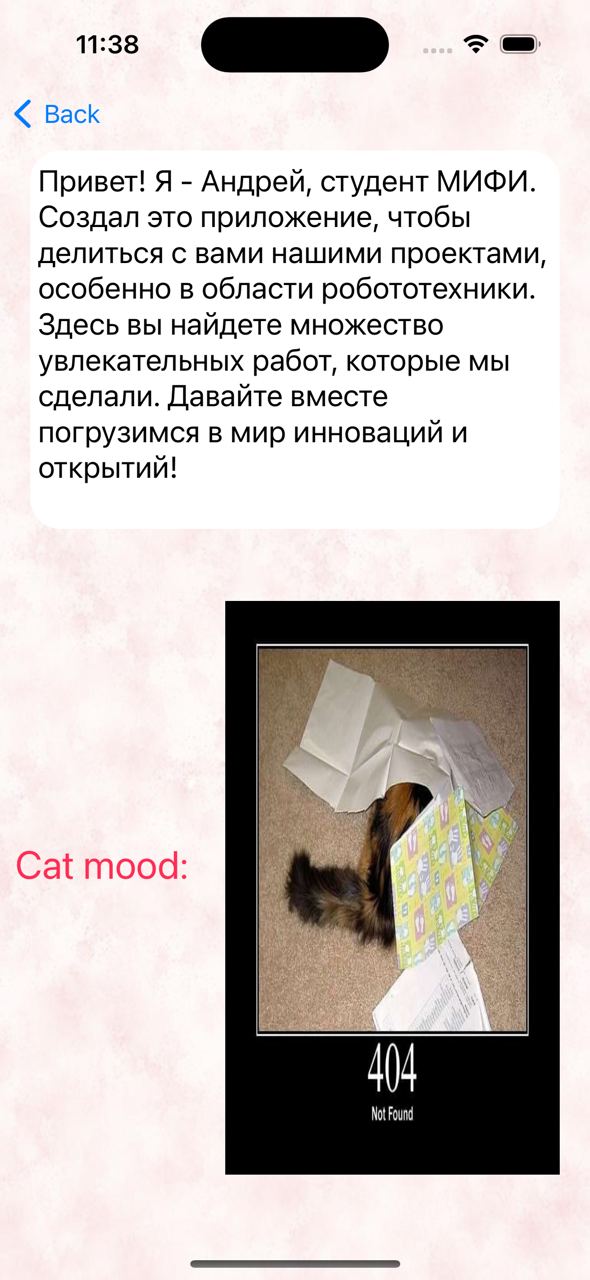 11:38
Back
Привет! Я - Андрей, студент МИФИ.
Создал это приложение, чтобы
делиться с вами нашими проектами,
особенно в области робототехники.
Здесь вы найдете множество
увлекательных работ, которые мы
сделали. Давайте вместе
погрузимся в мир инноваций и
открытий!
Cat mood:
404
Not Found